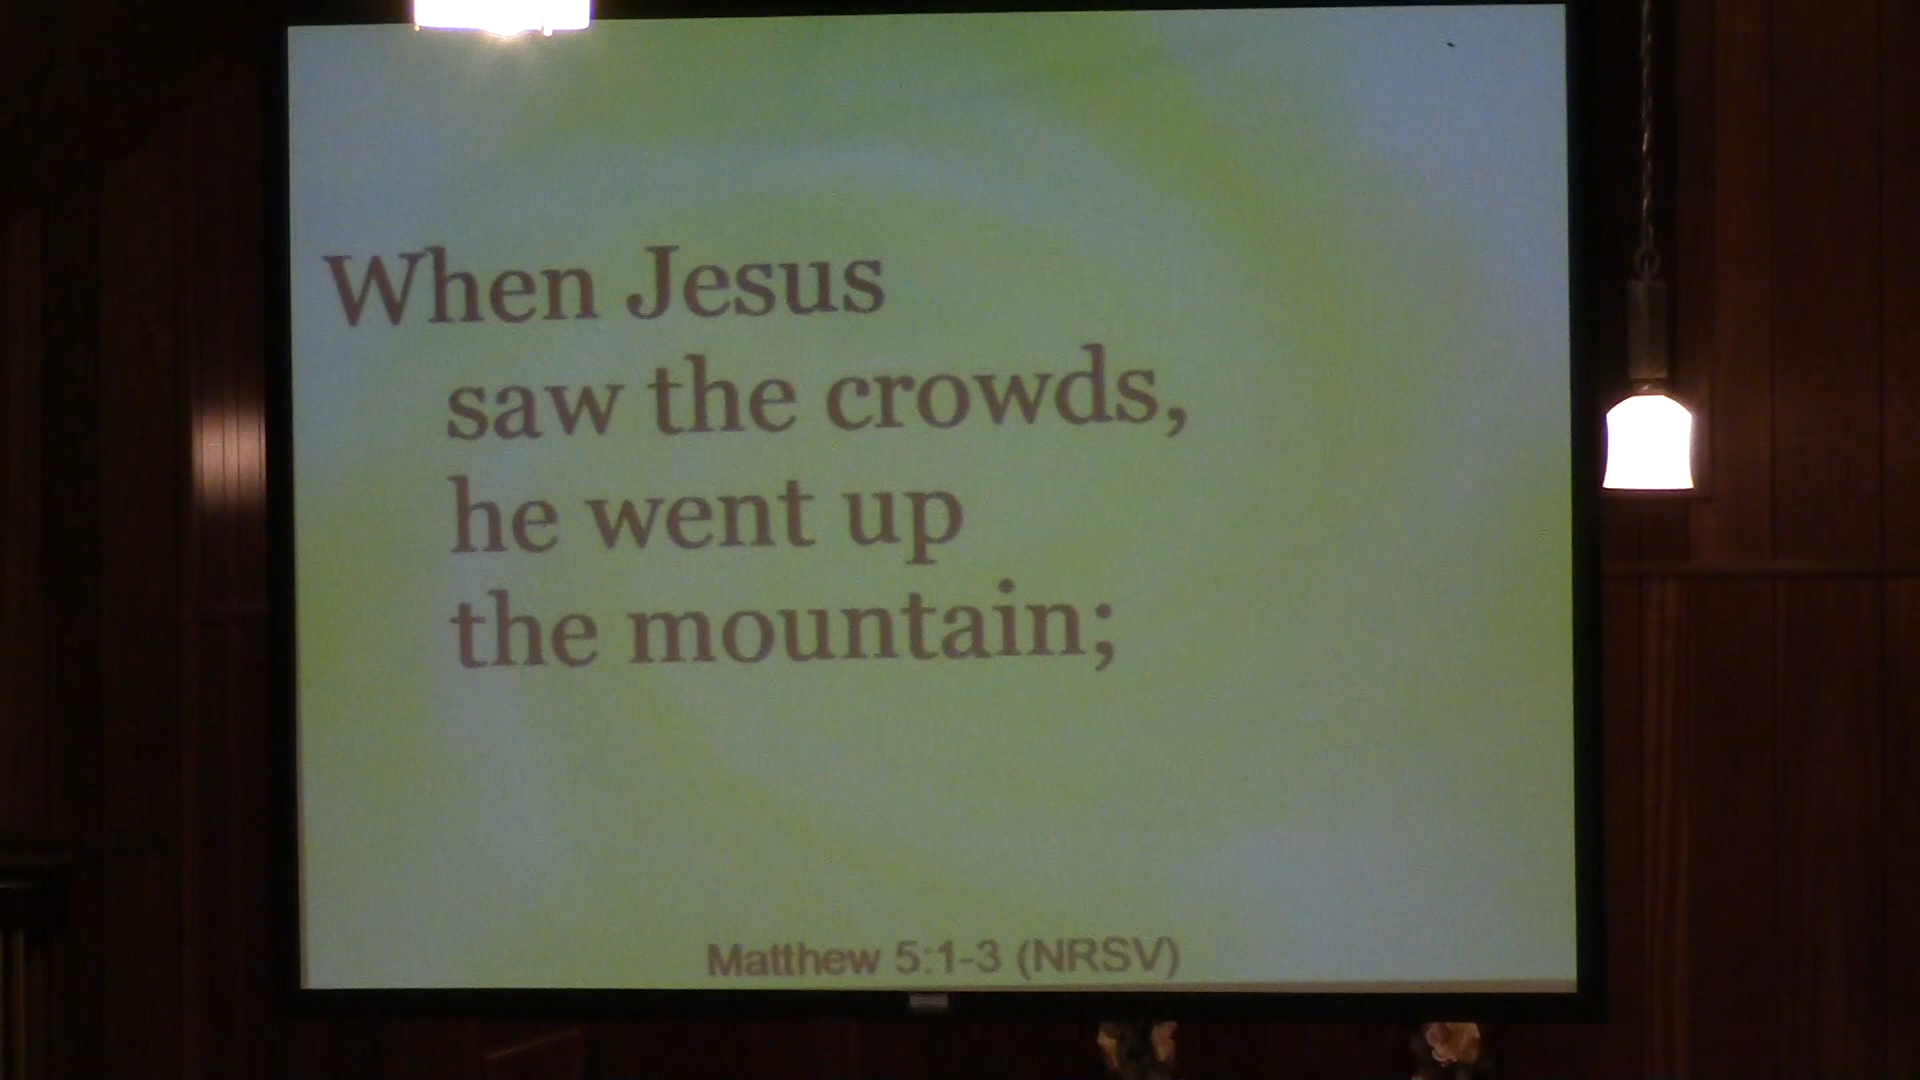 When Jesus
saw the crowds,
he went up
the mountain;
Matthew 5:1-3 (NRSV)